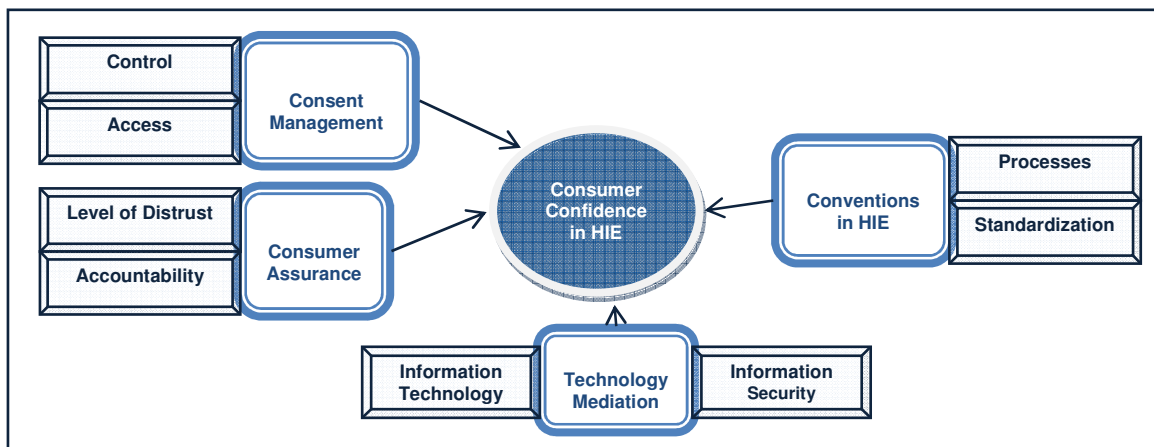 Control
Access
Consent
Management
Level of Distrust
Accountability
Consumer
Assurance
Consumer
Confidence
in HIE
Conventions
in HIE
Processes
Standardization
Information
Technology
Technology
Mediation
Information
Security